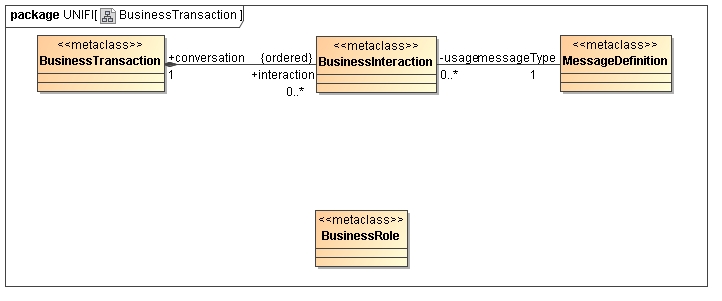 package UNIFI[ BusinessTransaction ]
<<metaclass>>
BusinessTransaction
+conversation
1
{ordered}
+interaction
0..*
<<metaclass>>
BusinessInteraction
-usage
0..*
messageType
1
<<metaclass>>
MessageDefinition
<<metaclass>>
BusinessRole